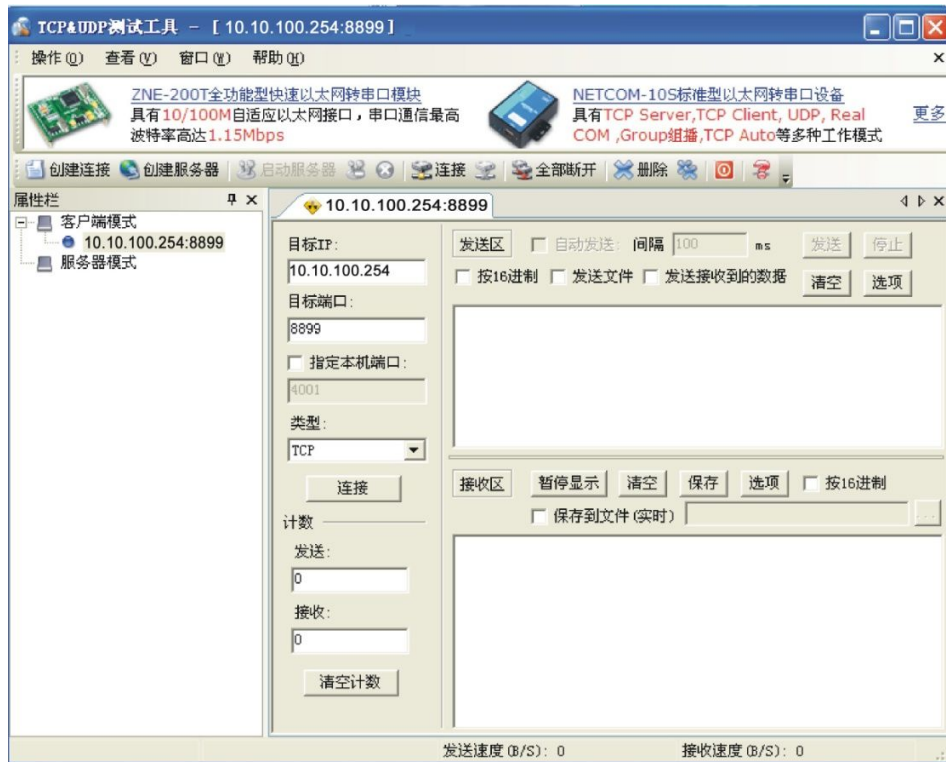 TCP&UDP测试工具 - [10.10.100.254:8899]
操作(O) 查看(V) 窗口(W) 帮助(H)
ZNE-200T全功能型快速以太网转串口模块
具有10/100M自适应以太网接口，串口通信最高
波特率高达1.15Mbps
NETCOM-10S标准型以太网转串口设备
具有TCP Server,TCP Client, UDP, Real
COM ,Group组播,TCP Auto等多种工作模式
更多
创建连接 创建服务器 启动服务器 连接 全部断开 删除
属性栏
客户端模式
10.10.100.254:8899
服务器模式
10.10.100.254:8899
目标IP:
10.10.100.254
目标端口:
8899
指定本机端口:
4001
类型:
TCP
连接
计数
发送:
0
接收:
0
清空计数
发送区 自动发送: 间隔 100 ms 发送 停止
按16进制 发送文件 发送接收到的数据 清空 选项
接收区 暂停显示 清空 保存 选项 按16进制
保存到文件(实时) ...
发送速度(B/S): 0 接收速度(B/S): 0